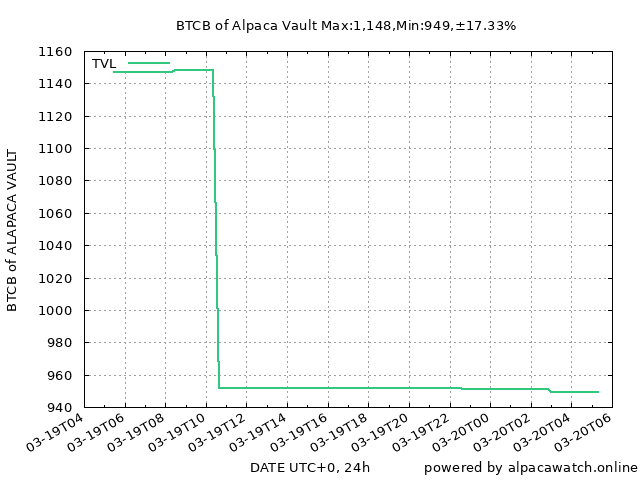 BTCB of Alpaca Vault Max:1,148,Min:949,±17.33%
TVL
1160
1140
1120
1100
1080
1060
1040
1020
1000
980
960
940
BTCB of ALAPACA VAULT
03-19T04
03-19T06
03-19T08
03-19T10
03-19T12
03-19T14
03-19T16
03-19T18
03-19T20
03-19T22
03-20T00
03-20T02
03-20T04
03-20T06
DATE UTC+0, 24h
powered by alpacawatch.online